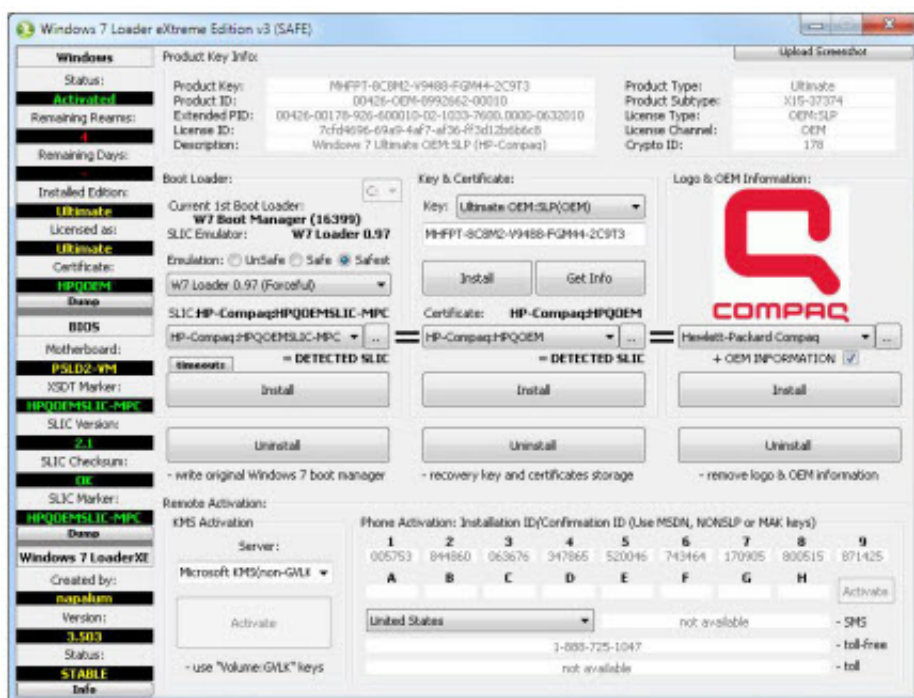 Windows 7 Loader eXtreme Edition v3 (SAFE)
Upload Screenshot
Windows
Status:
Activated
Remaining Rearms:
4
Remaining Days:
-
Installed Edition:
Ultimate
Licensed as:
Ultimate
Certificate:
HPQOEM
Dump
BIOS
Motherboard:
P5LD2-VM
XSDT Marker:
HPQOEMSLIC-MPC
SLIC Version:
2.1
SLIC Checksum:
OK
SLIC Marker:
HPQOEMSLIC-MPC
Dump
Windows 7 LoaderXE
Created by:
napalum
Version:
3.503
Status:
STABLE
Info
Product Key Info:
Product Key: MHFPT-8C8M2-V9488-FGM44-2C9T3
Product ID: 00426-OEM-8992662-00010
Extended PID: 00426-00178-926-600010-02-1033-7600.0000-0632010
License ID: 7cfd4696-69a9-4af7-af36-ff3d12b6b6c8
Description: Windows 7 Ultimate OEM:SLP (HP-Compaq)
Product Type: Ultimate
Product Subtype: X15-37374
License Type: OEM:SLP
License Channel: OEM
Crypto ID: 178
Boot Loader:
C:
Current 1st Boot Loader:
W7 Boot Manager (16399)
SLIC Emulator: W7 Loader 0.97
Emulation: UnSafe Safe Safest
W7 Loader 0.97 (Forceful)
SLIC:HP-Compaq:HPQOEMSLIC-MPC
HP-Compaq:HPQOEMSLIC-MPC ..
timeouts = DETECTED SLIC
Install
Uninstall
- write original Windows 7 boot manager
Key & Certificate:
Key: Ultimate OEM:SLP(OEM)
MHFPT-8C8M2-V9488-FGM44-2C9T3
Install Get Info
Certificate: HP-Compaq:HPQOEM
= HP-Compaq:HPQOEM ..
= DETECTED SLIC
Install
Uninstall
- recovery key and certificates storage
Logo & OEM Information:
COMPAQ
= Hewlett-Packard Compaq ..
+ OEM INFORMATION
Install
Uninstall
- remove logo & OEM information
Remote Activation:
KMS Activation
Server:
Microsoft KMS(non-GVLK
Activate
- use "Volume:GVLK" keys
Phone Activation: Installation ID/Confirmation ID (Use MSDN, NONSLP or MAK keys)
1 2 3 4 5 6 7 8 9
005753 844860 063676 347865 520046 743464 170905 800515 871425
A B C D E F G H
Activate
United States not available - SMS
1-888-725-1047 - toll-free
not available - toll